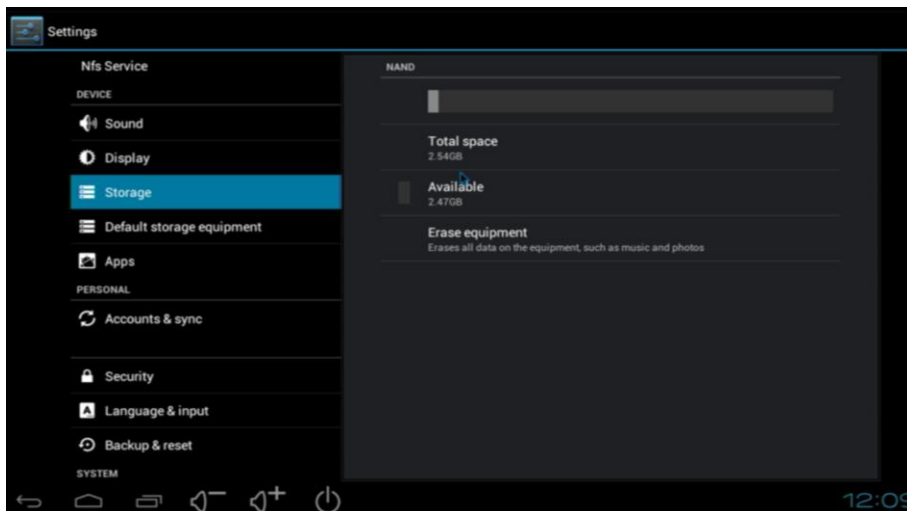 Settings
Nfs Service
DEVICE
Sound
Display
Storage
Default storage equipment
Apps
PERSONAL
Accounts & sync
Security
Language & input
Backup & reset
SYSTEM
NAND
Total space
2.54GB
Available
2.47GB
Erase equipment
Erases all data on the equipment, such as music and photos
12:09